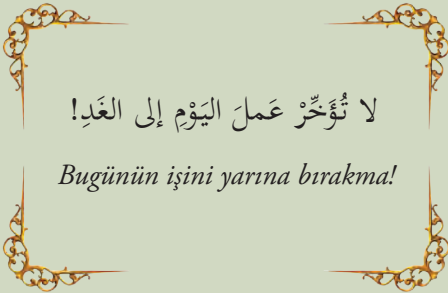 لا تُؤَخِّرْ عَملَ اليَوْمِ إلى الغَدِ!
Bugünün işini yarına bırakma!